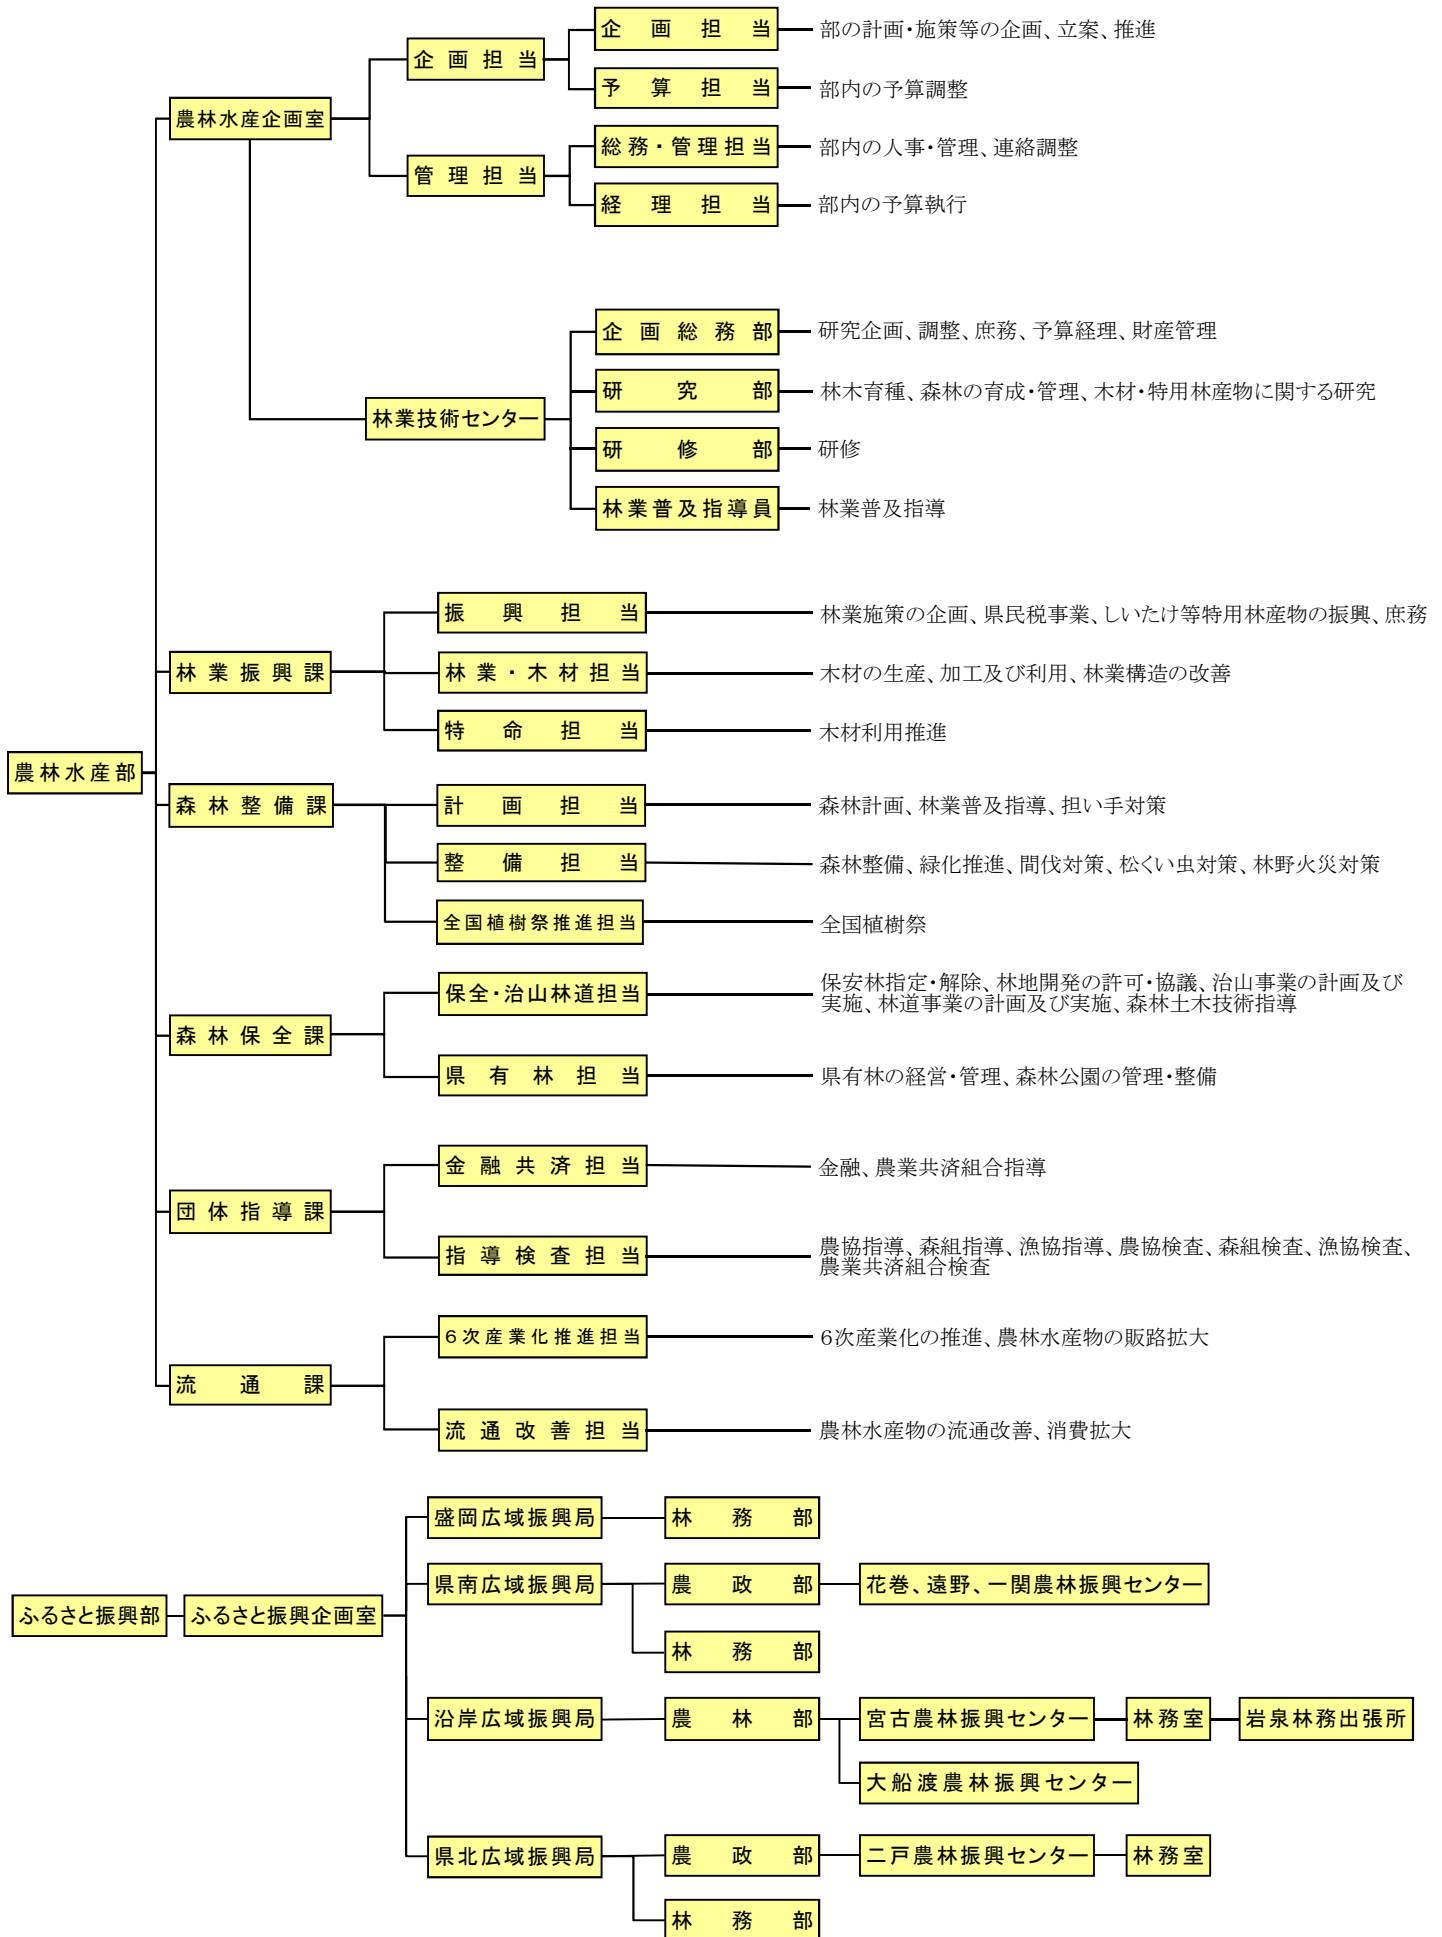 企画担当
部の計画・施策等の企画、立案、推進
企画担当
予算担当
部内の予算調整
農林水産企画室
総務・管理担当
部内の人事・管理、連絡調整
管理担当
経理担当
部内の予算執行
企画総務部
研究企画、調整、庶務、予算経理、財産管理
研究部
林木育種、森林の育成・管理、木材・特用林産物に関する研究
林業技術センター
研修部
研修
林業普及指導員
林業普及指導
振興担当
林業施策の企画、県民税事業、しいたけ等特用林産物の振興、庶務
林業振興課
林業・木材担当
木材の生産、加工及び利用、林業構造の改善
特命担当
木材利用推進
農林水産部
森林整備課
計画担当
森林計画、林業普及指導、担い手対策
整備担当
森林整備、緑化推進、間伐対策、松くい虫対策、林野火災対策
全国植樹祭推進担当
全国植樹祭
保全・治山林道担当
保安林指定・解除、林地開発の許可・協議、治山事業の計画及び
実施、林道事業の計画及び実施、森林土木技術指導
森林保全課
県有林担当
県有林の経営・管理、森林公園の管理・整備
金融共済担当
金融、農業共済組合指導
団体指導課
指導検査担当
農協指導、森組指導、漁協指導、農協検査、森組検査、漁協検査、
農業共済組合検査
6次産業化推進担当
6次産業化の推進、農林水産物の販路拡大
流通課
流通改善担当
農林水産物の流通改善、消費拡大
盛岡広域振興局
林務部
県南広域振興局
農政部
花巻、遠野、一関農林振興センター
ふるさと振興部
ふるさと振興企画室
林務部
沿岸広域振興局
農林部
宮古農林振興センター
林務室
岩泉林務出張所
大船渡農林振興センター
県北広域振興局
農政部
二戸農林振興センター
林務室
林務部